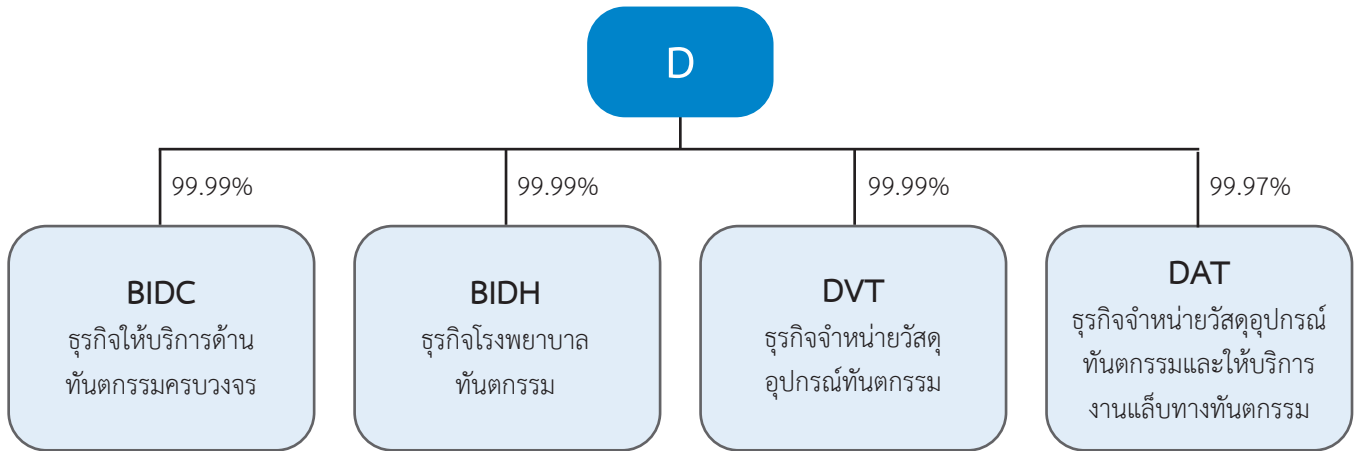 D
99.99%
99.99%
99.99%
99.97%
BIDC
ธุรกิจให้บริการด้าน
ทันตกรรมครบวงจร
BIDH
ธุรกิจโรงพยาบาล
ทันตกรรม
DVT
ธุรกิจจำหน่ายวัสดุ
อุปกรณ์ทันตกรรม
DAT
ธุรกิจจำหน่ายวัสดุอุปกรณ์
ทันตกรรมและให้บริการ
งานแล็บทางทันตกรรม